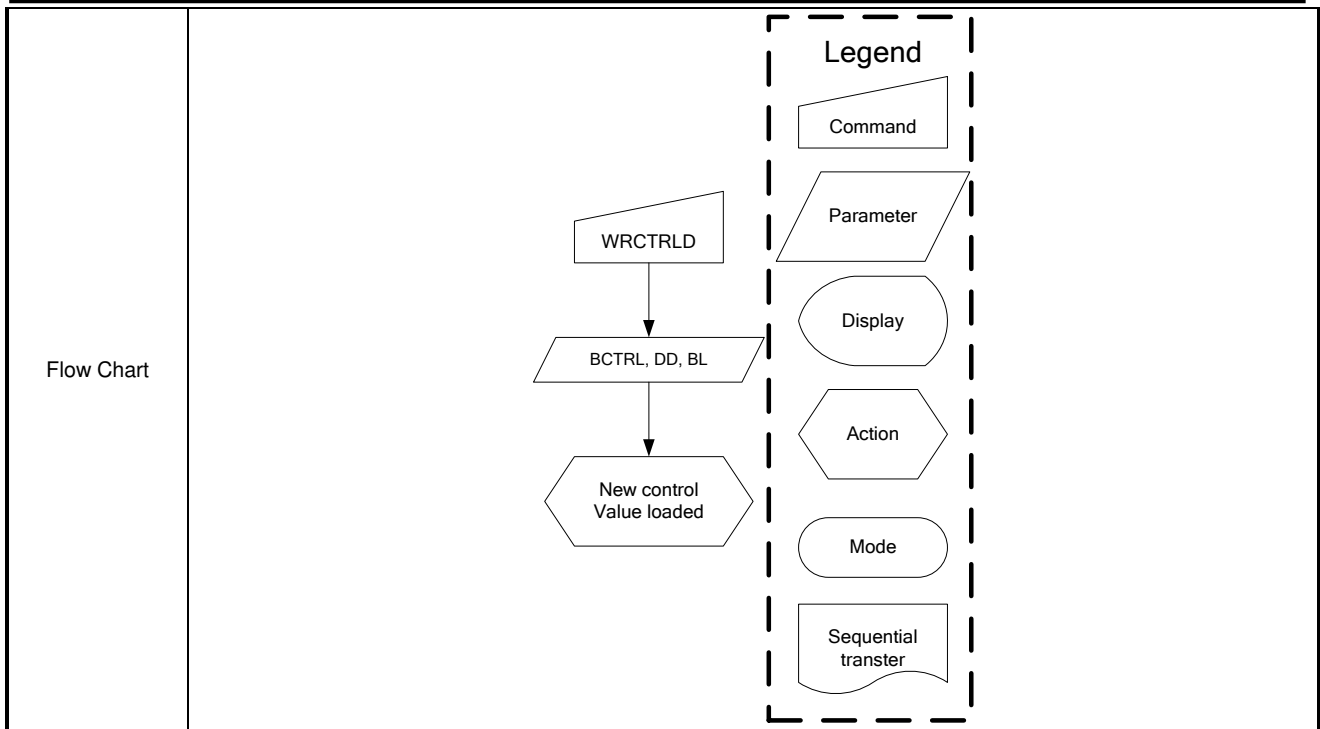 Flow Chart
WRCTRLD
BCTRL, DD, BL
New control
Value loaded
Legend
Command
Parameter
Display
Action
Mode
Sequential
transter